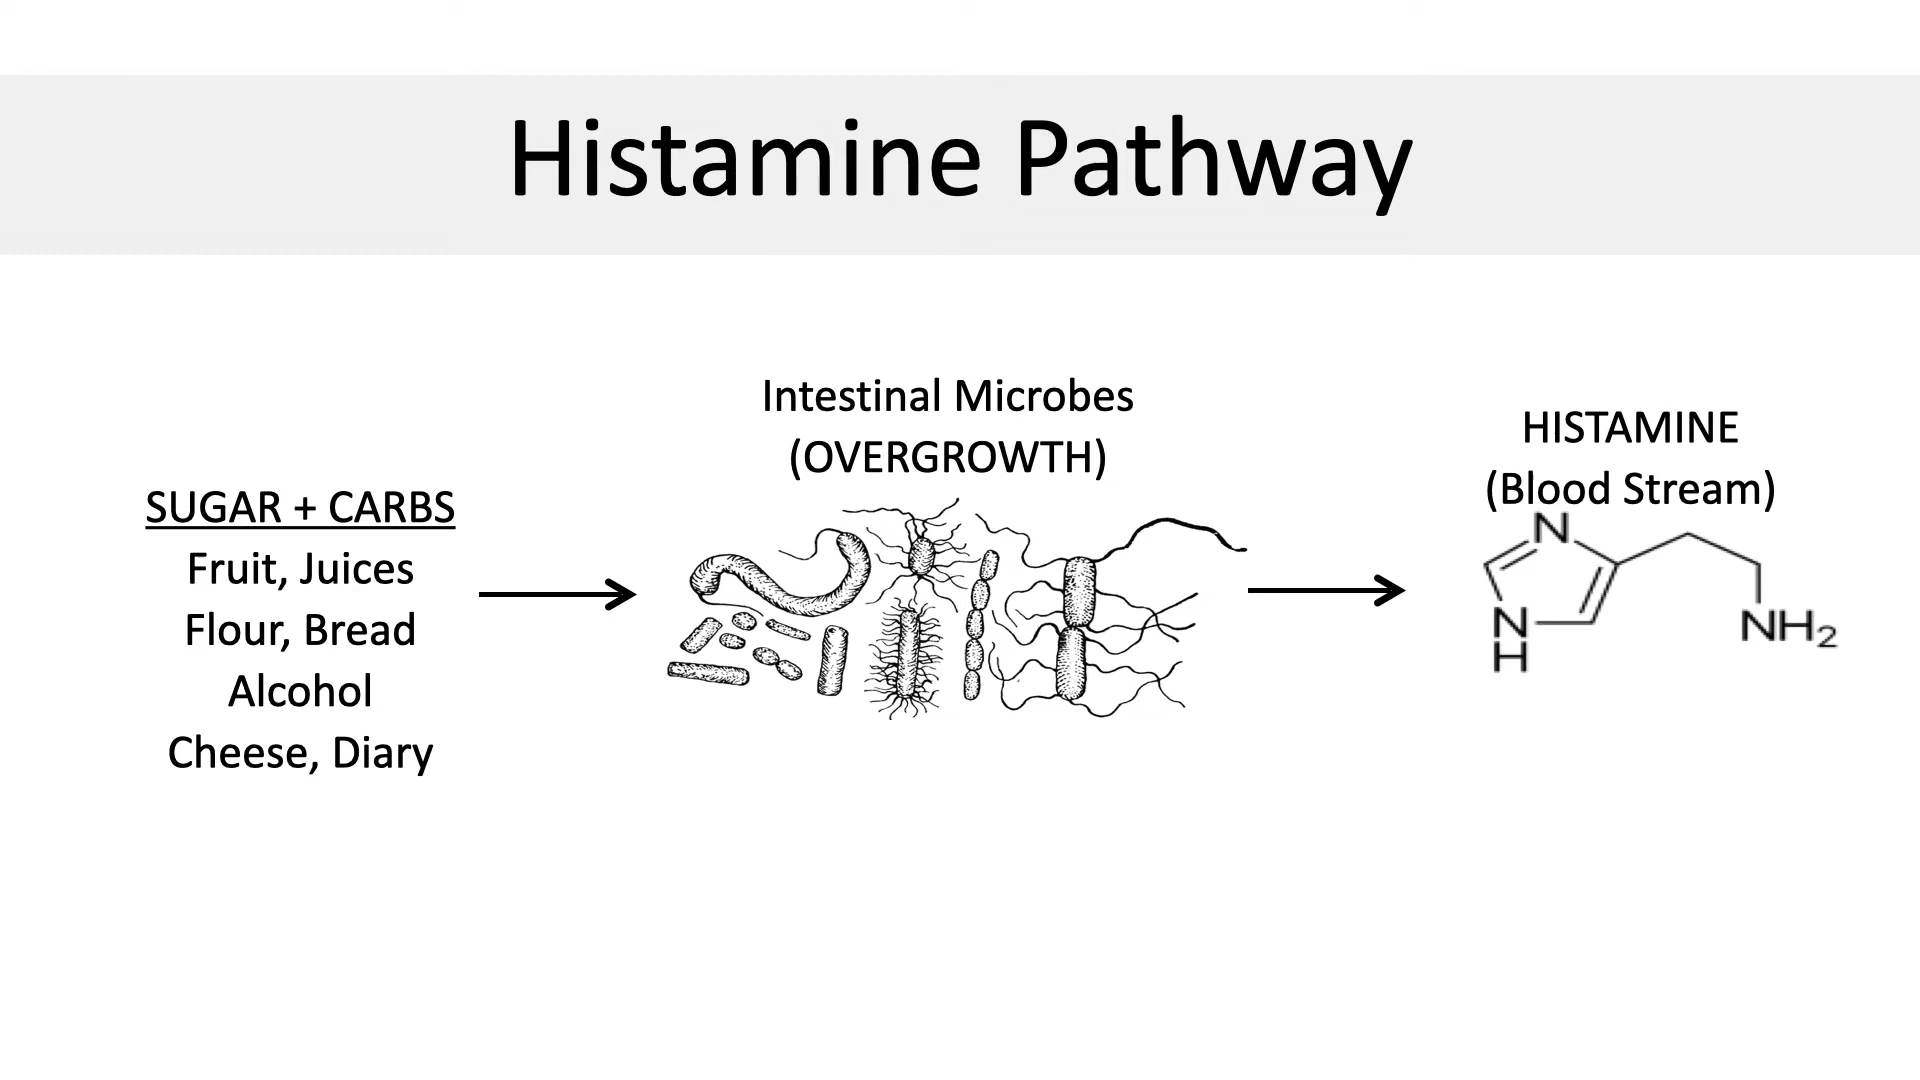 Histamine Pathway
SUGAR + CARBS
Fruit, Juices
Flour, Bread
Alcohol
Cheese, Diary
Intestinal Microbes
(OVERGROWTH)
HISTAMINE
(Blood Stream)
N
N
H
NH₂